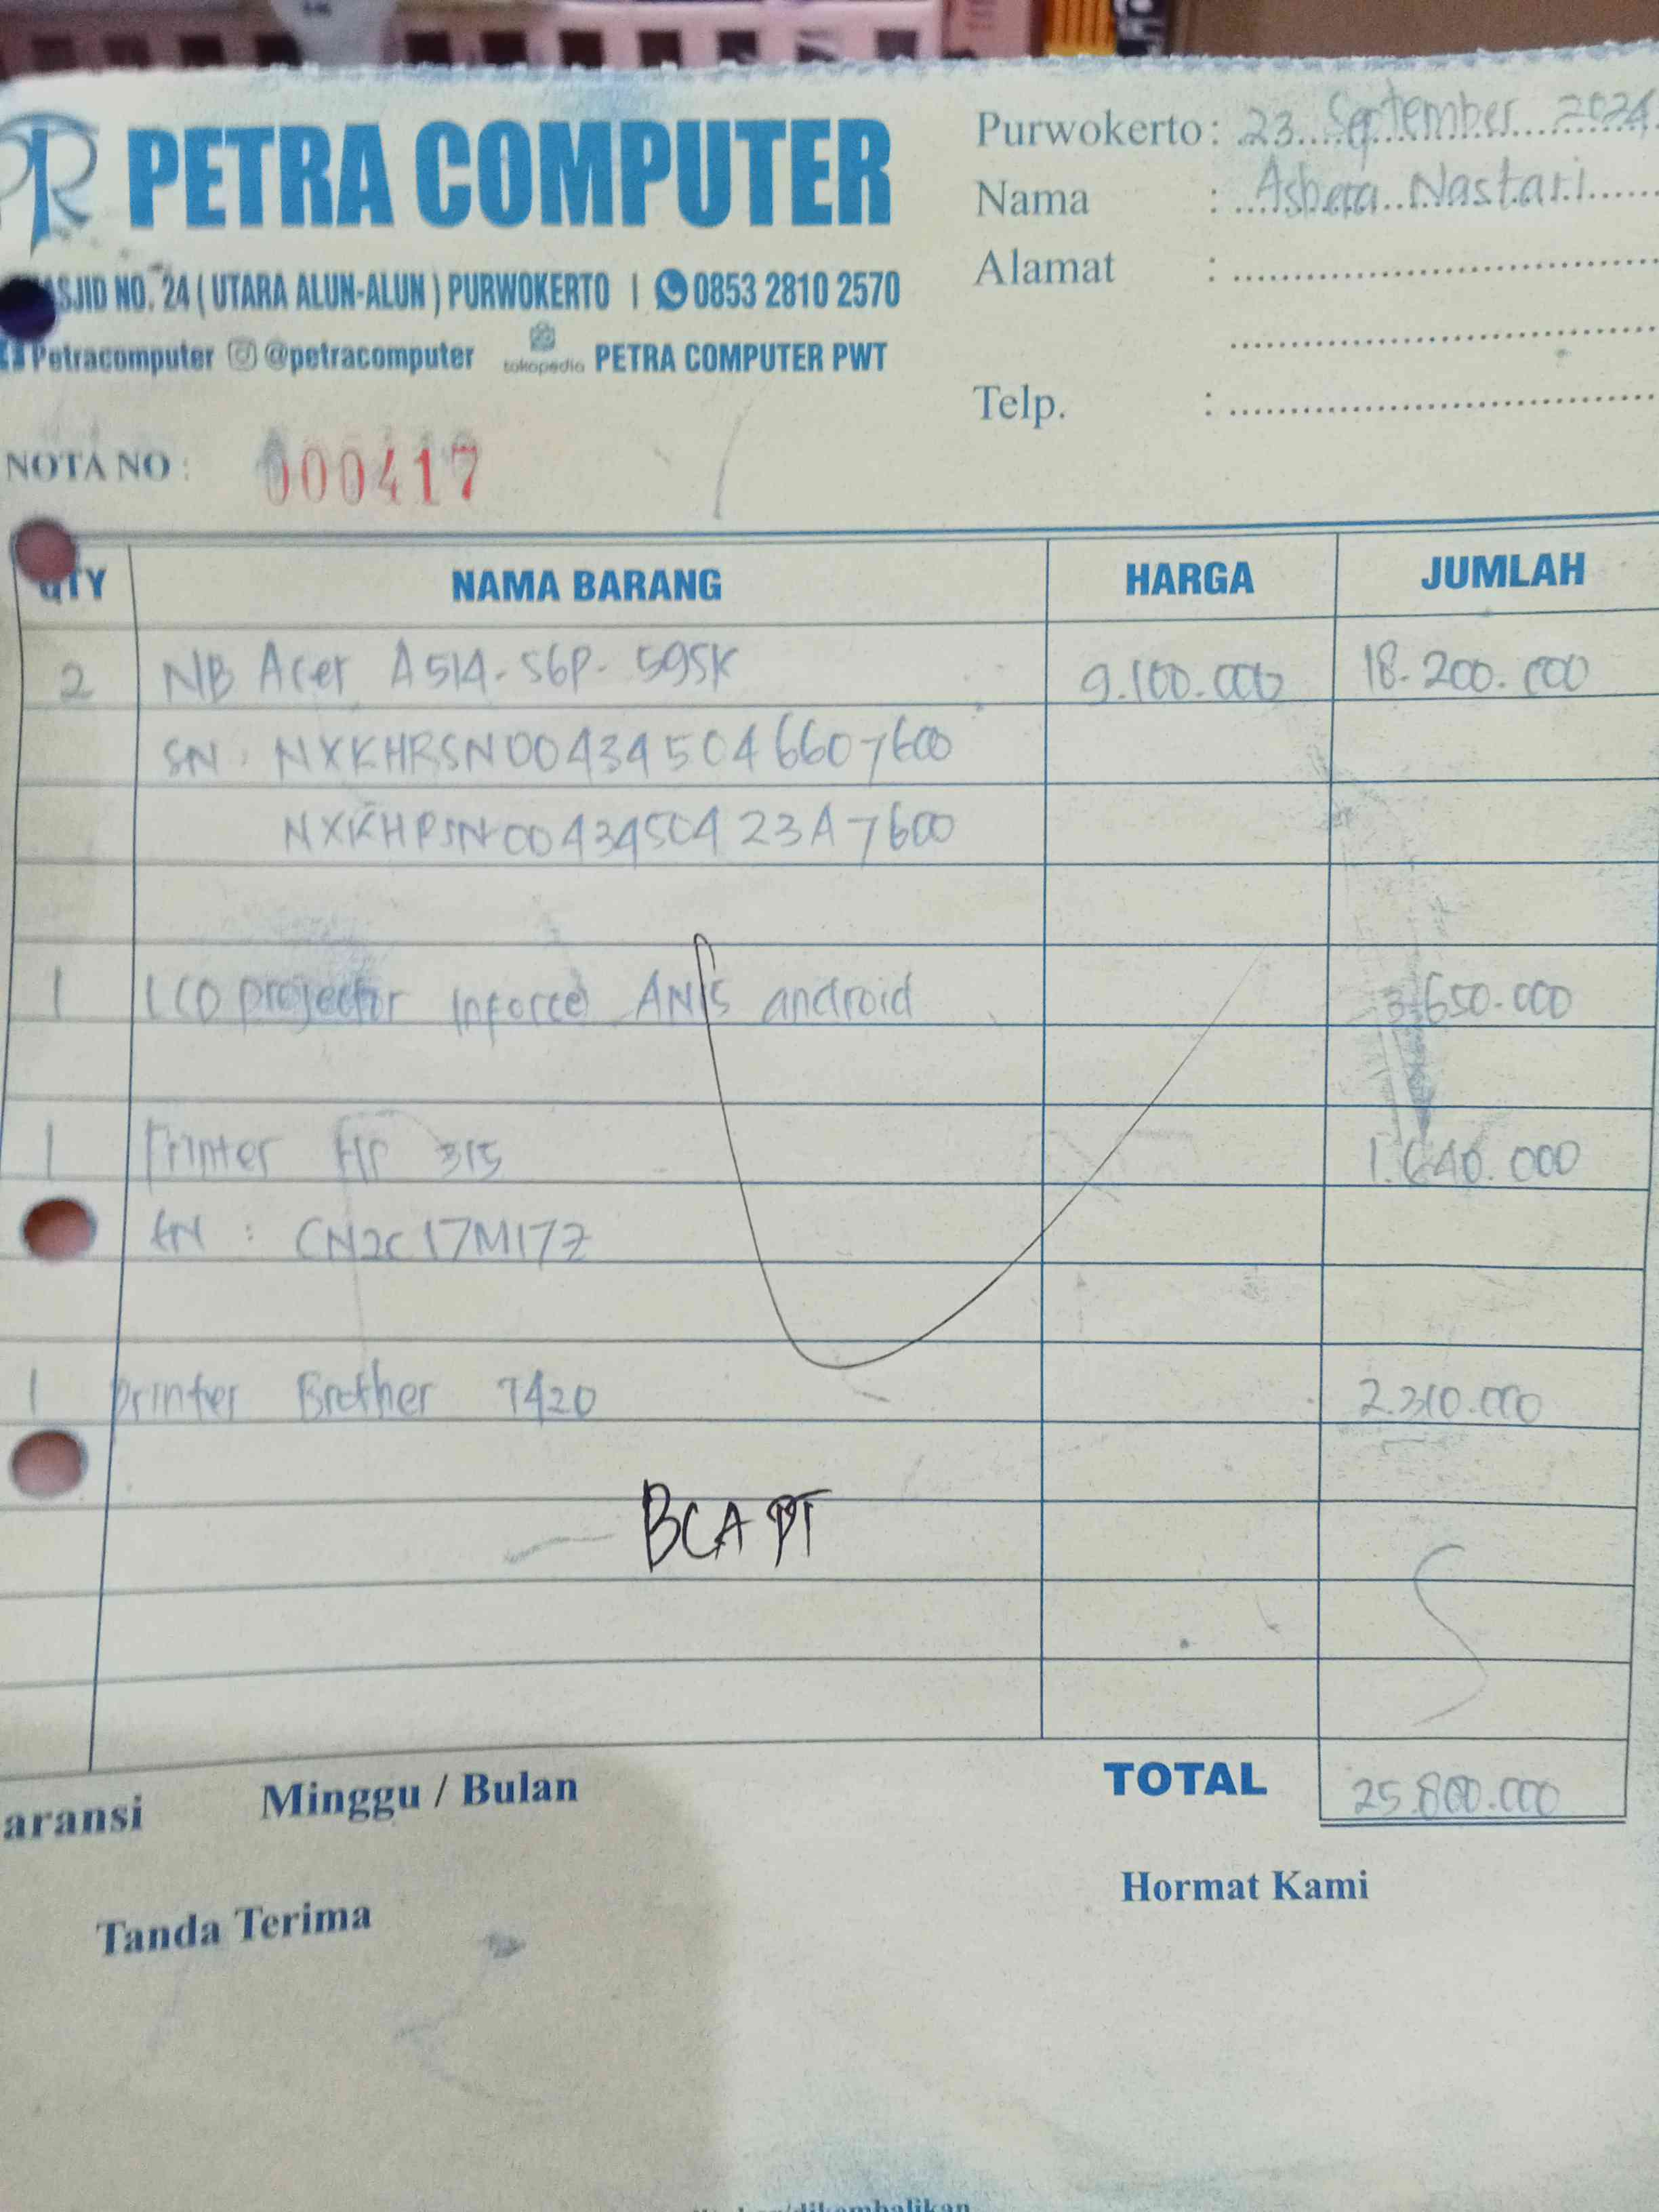 PR PETRA COMPUTER
ASJID NO. 24 ( UTARA ALUN-ALUN ) PURWOKERTO | 0853 2810 2570
Petracomputer @petracomputer tokopedia PETRA COMPUTER PWT
Purwokerto : 23 September 2024
Nama : Asbera Nastari
Alamat :
Telp. :
NOTA NO : 000417
QTY NAMA BARANG HARGA JUMLAH
2 NB Acer A514-56P-595K 9.100.000 18.200.000
SN : NXKHRSN004345046607600
NXKHRSN0043450423A7600
1 LCD projector Inforce android 3.650.000
1 Printer HP 315 1.640.000
SN : CN2C17M17Z
1 printer Brother T420 2.310.000
BCA PT
TOTAL 25.800.000
aransi Minggu / Bulan
Tanda Terima
Hormat Kami